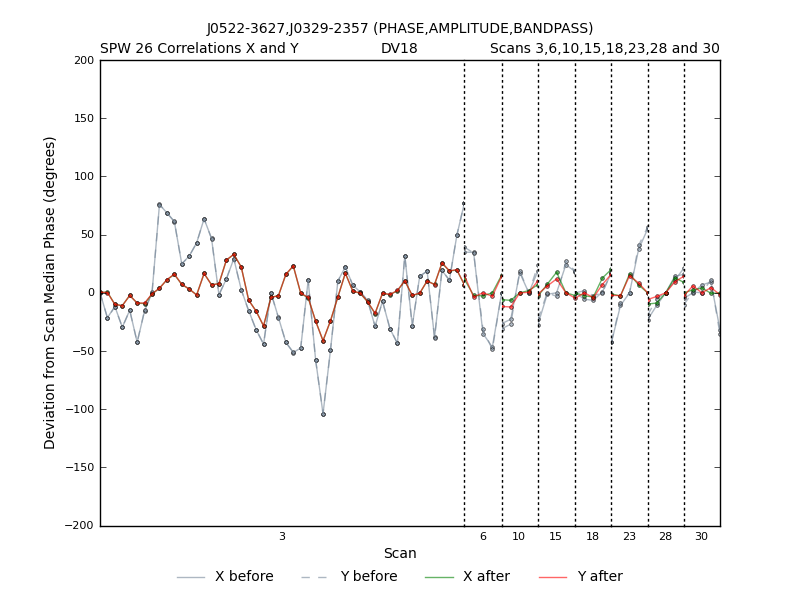 J0522-3627,J0329-2357 (PHASE,AMPLITUDE,BANDPASS)
SPW 26 Correlations X and Y DV18 Scans 3,6,10,15,18,23,28 and 30
200
150
100
50
0
−50
−100
−150
−200
Deviation from Scan Median Phase (degrees)
3 6 10 15 18 23 28 30
Scan
X before Y before X after Y after